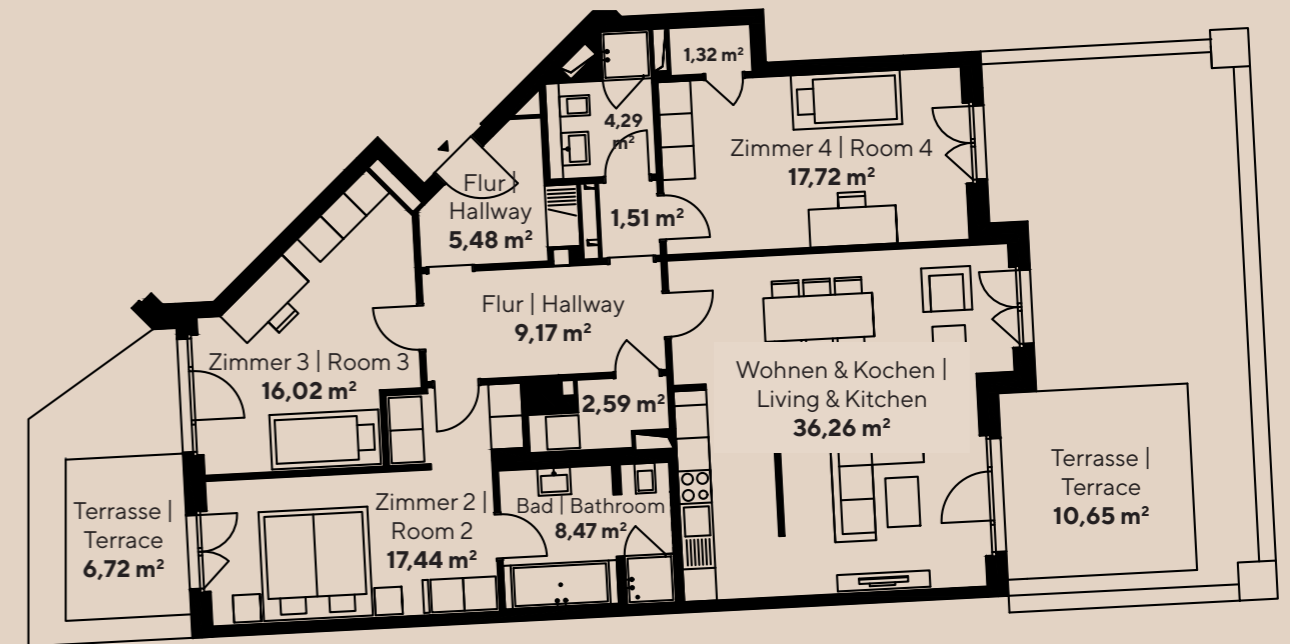 1,32 m²
4,29
m²
Zimmer 4 | Room 4
17,72 m²
Flur |
Hallway
5,48 m²
1,51 m²
Flur | Hallway
9,17 m²
Zimmer 3 | Room 3
16,02 m²
2,59 m²
Wohnen & Kochen |
Living & Kitchen
36,26 m²
Terrasse |
Terrace
10,65 m²
Terrasse |
Terrace
6,72 m²
Zimmer 2 |
Room 2
17,44 m²
Bad | Bathroom
8,47 m²